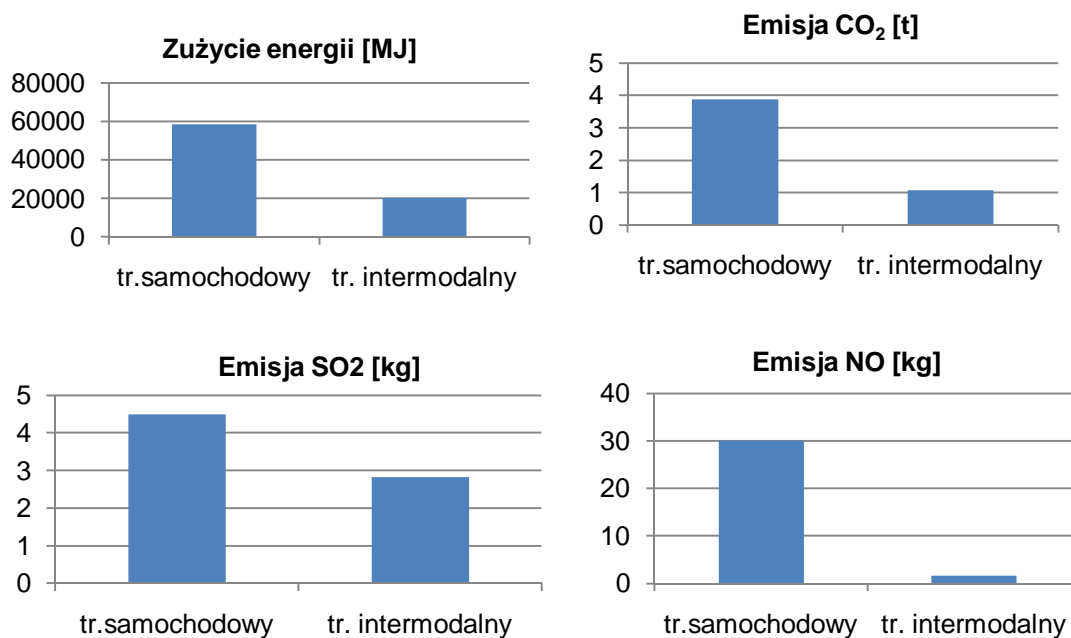 Zużycie energii [MJ]
80000
60000
40000
20000
0
tr.samochodowy tr. intermodalny
Emisja CO₂ [t]
5
4
3
2
1
0
tr.samochodowy tr. intermodalny
Emisja SO2 [kg]
5
4
3
2
1
0
tr.samochodowy tr. intermodalny
Emisja NO [kg]
40
30
20
10
0
tr.samochodowy tr. intermodalny